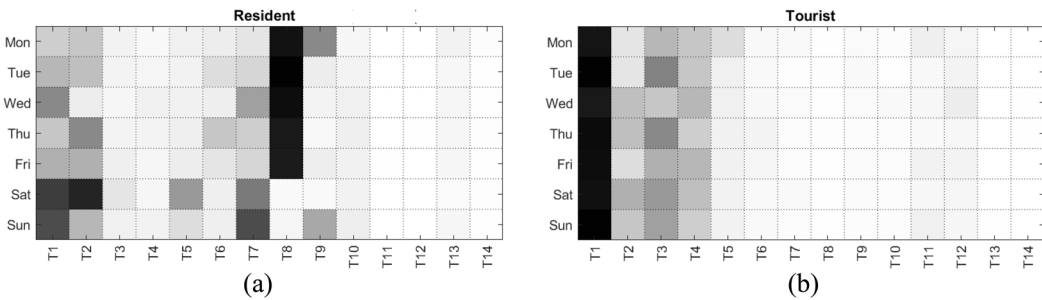 Resident
Mon
Tue
Wed
Thu
Fri
Sat
Sun
T1 T2 T3 T4 T5 T6 T7 T8 T9 T10 T11 T12 T13 T14
(a)
Tourist
Mon
Tue
Wed
Thu
Fri
Sat
Sun
T1 T2 T3 T4 T5 T6 T7 T8 T9 T10 T11 T12 T13 T14
(b)